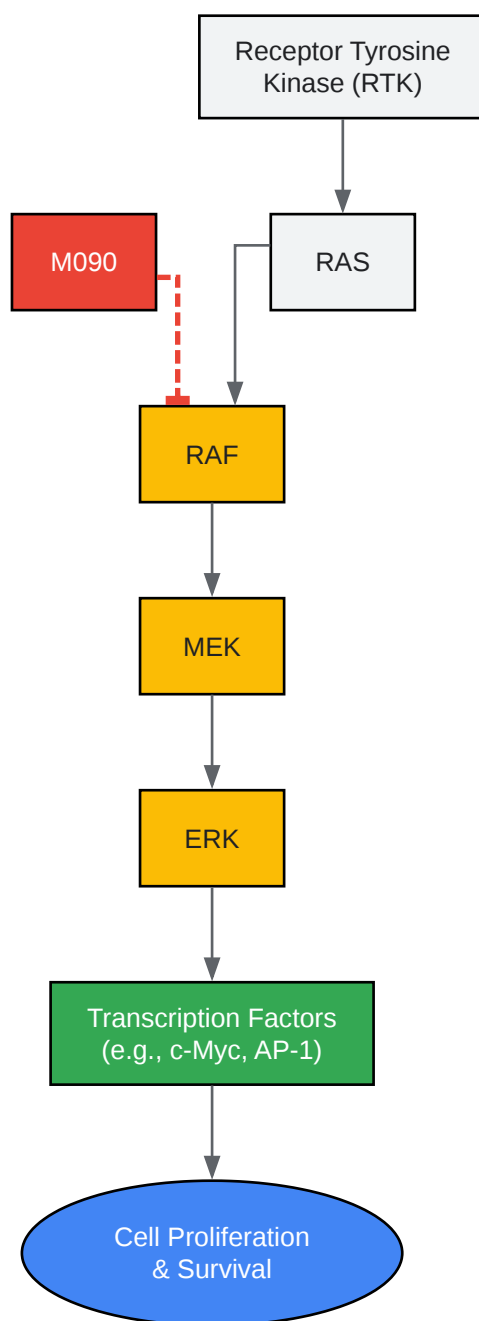 Receptor Tyrosine
Kinase (RTK)
M090
RAS
RAF
MEK
ERK
Transcription Factors
(e.g., c-Myc, AP-1)
Cell Proliferation
& Survival